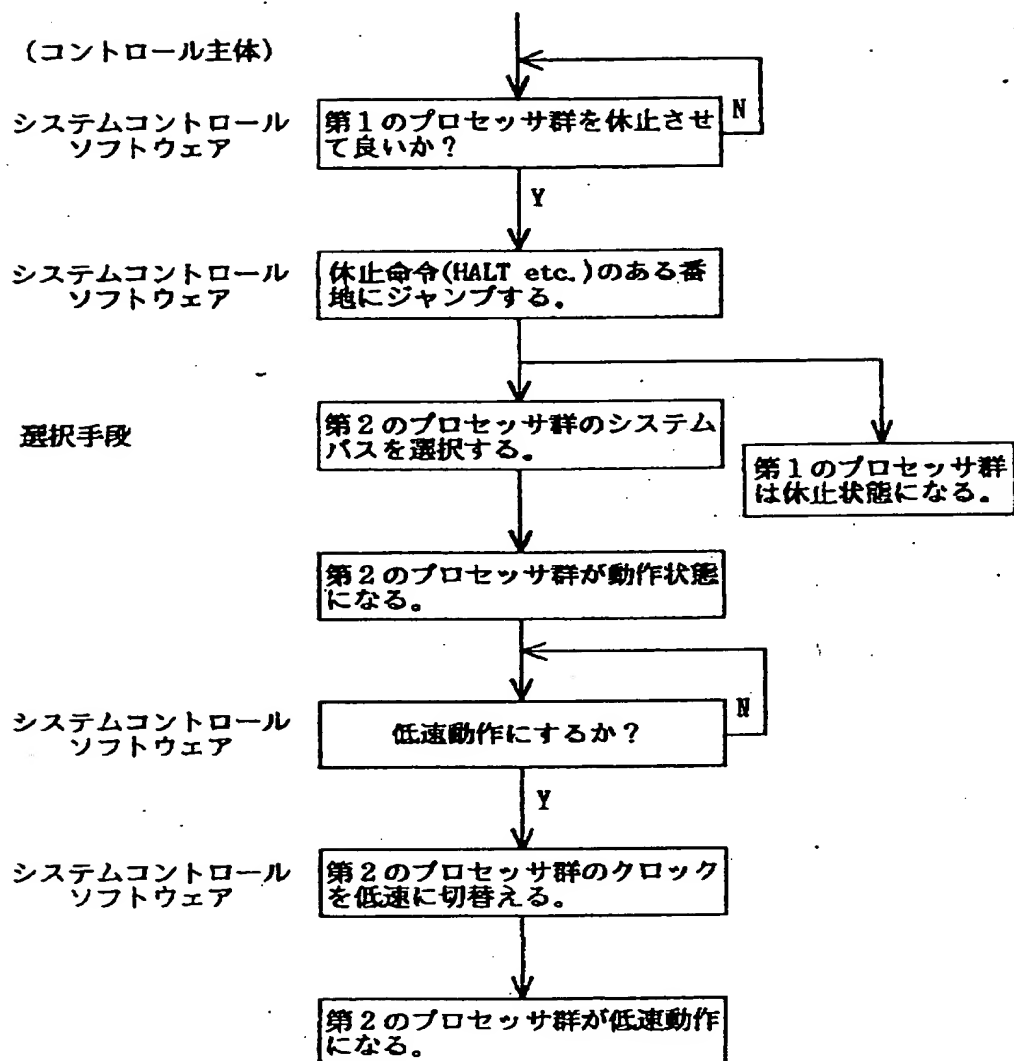 (コントロール主体)
N
システムコントロール
ソフトウェア
第1のプロセッサ群を休止させ
て良いか？
Y
システムコントロール
ソフトウェア
休止命令(HALT etc.)のある番
地にジャンプする。
選択手段
第2のプロセッサ群のシステム
バスを選択する。
第1のプロセッサ群
は休止状態になる。
第2のプロセッサ群が動作状態
になる。
N
システムコントロール
ソフトウェア
低速動作にするか？
Y
システムコントロール
ソフトウェア
第2のプロセッサ群のクロック
を低速に切替える。
第2のプロセッサ群が低速動作
になる。